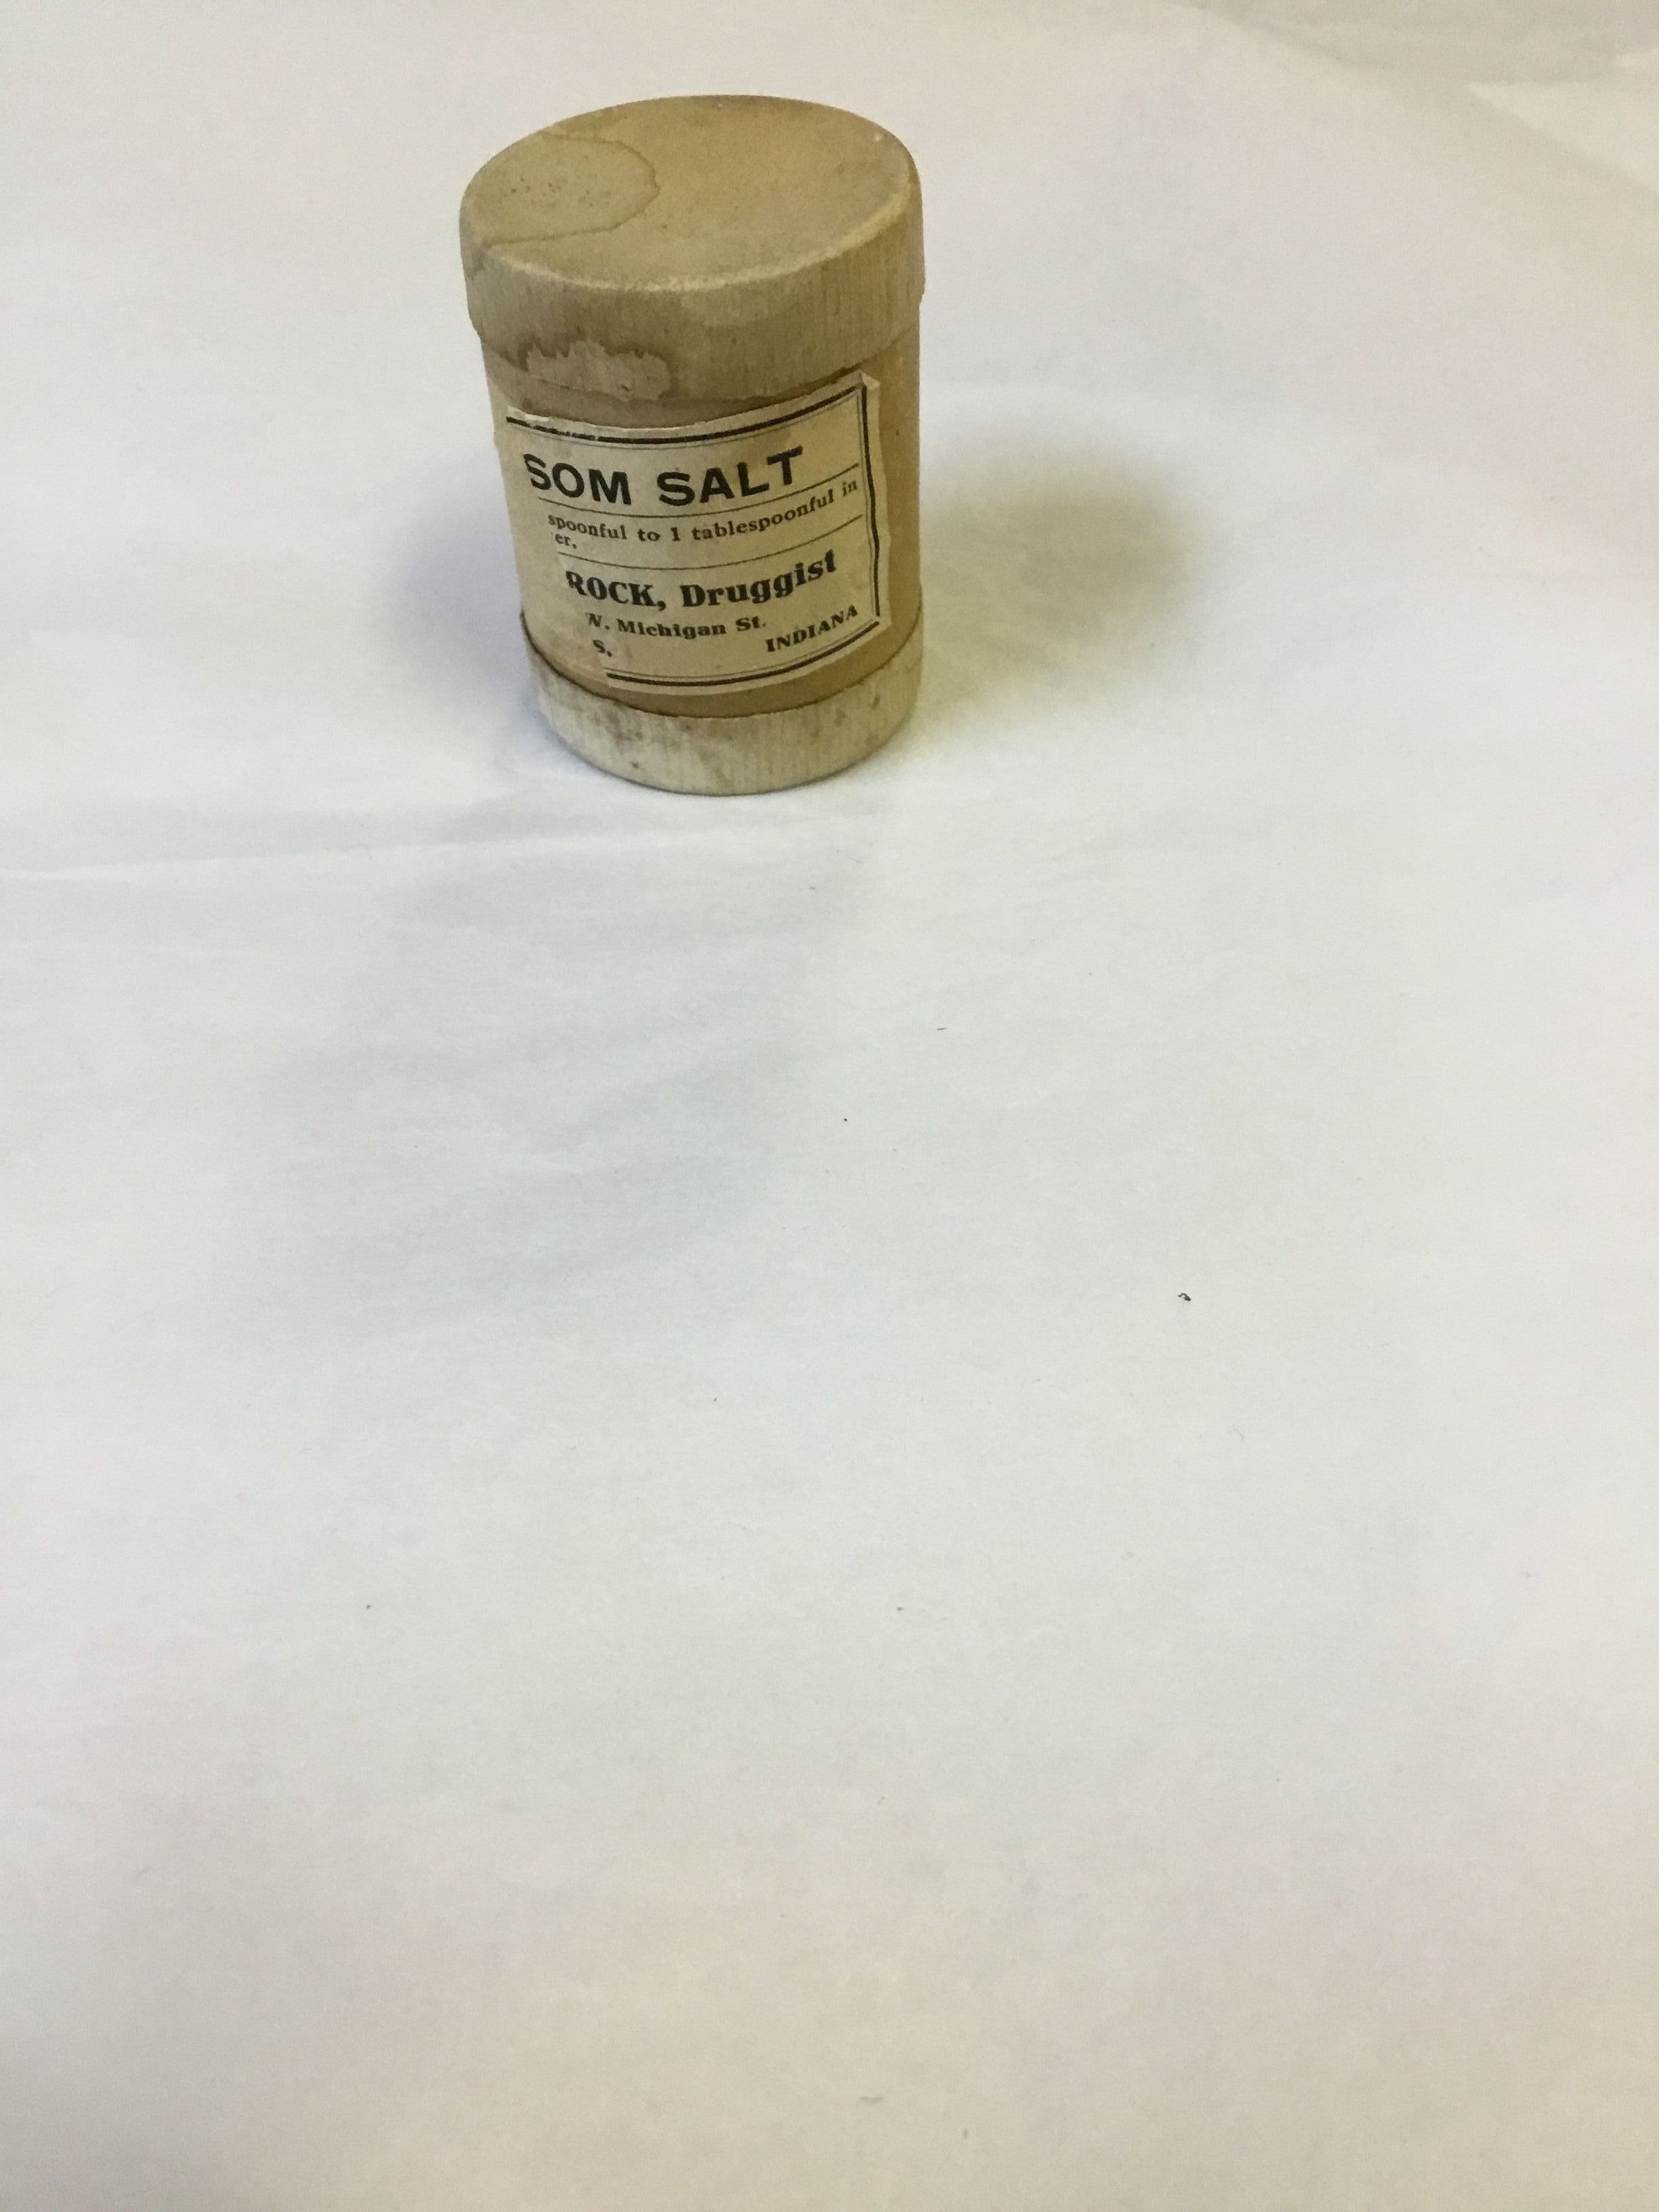 SOM SALT
spoonful to 1 tablespoonful in
er.
ROCK, Druggist
W. Michigan St.
S, INDIANA